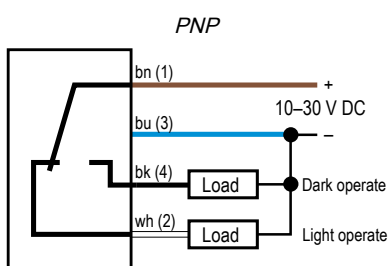 PNP
bn (1)
+
10–30 V DC
bu (3)
–
bk (4)
Load
Dark operate
wh (2)
Load
Light operate